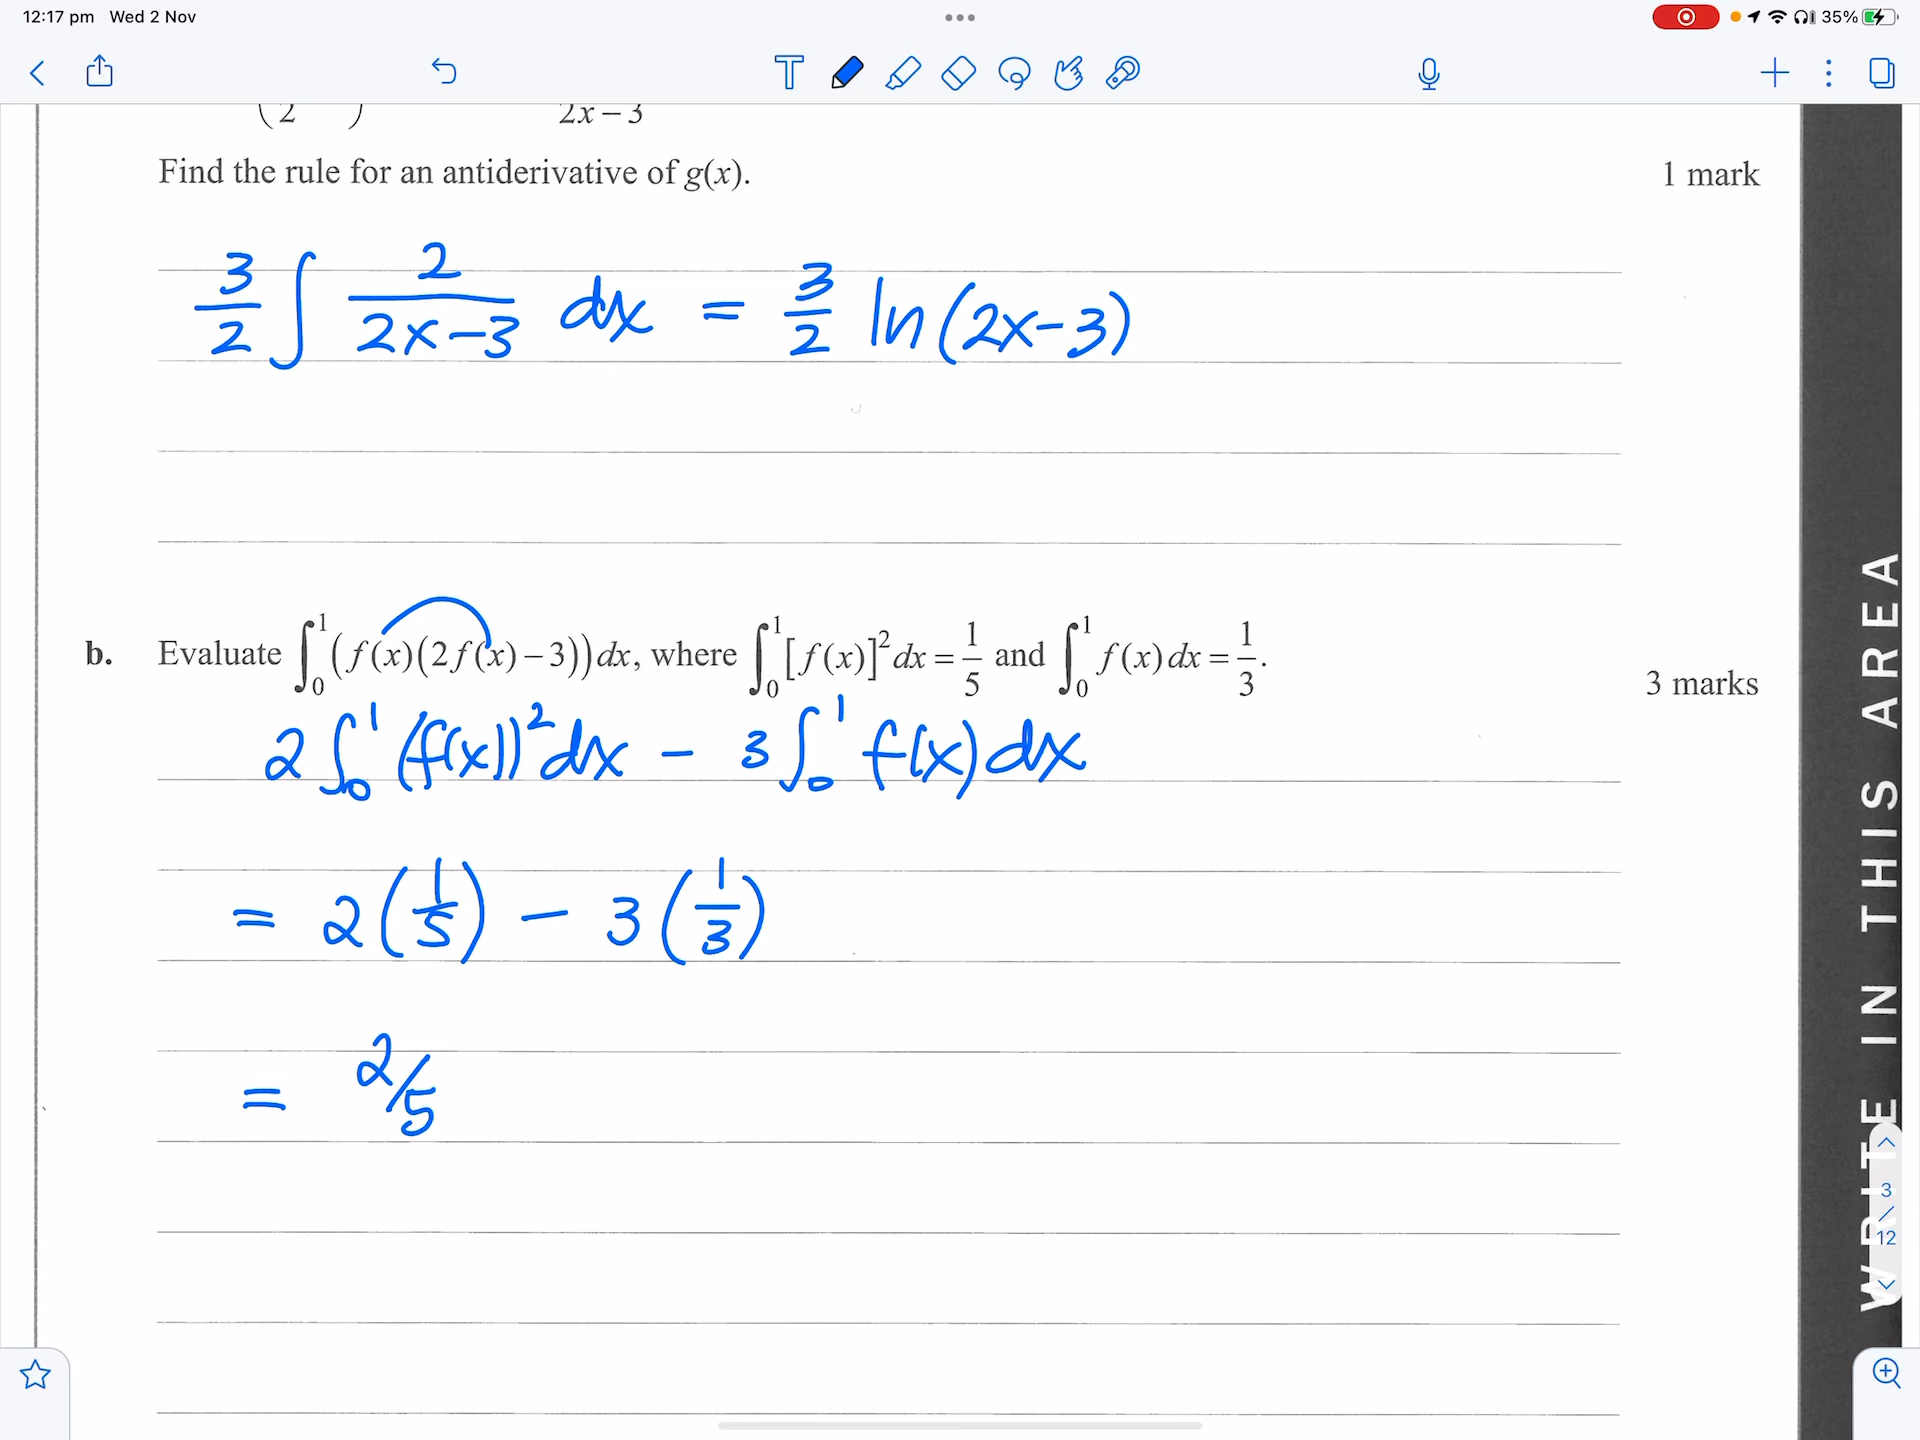 12:17 pm Wed 2 Nov
35%
(2 ) 2x – 3
Find the rule for an antiderivative of g(x). 1 mark
3/2 ∫ 2/(2x-3) dx = 3/2 ln(2x-3)
b. Evaluate ∫₀¹ (f(x)(2f(x) – 3))dx, where ∫₀¹ [f(x)]² dx = 1/5 and ∫₀¹ f(x) dx = 1/3.
3 marks
2 ∫₀¹ (f(x))² dx - 3 ∫₀¹ f(x) dx
= 2(1/5) - 3(1/3)
= 2/5
WRITE IN THIS AREA
3
/
12